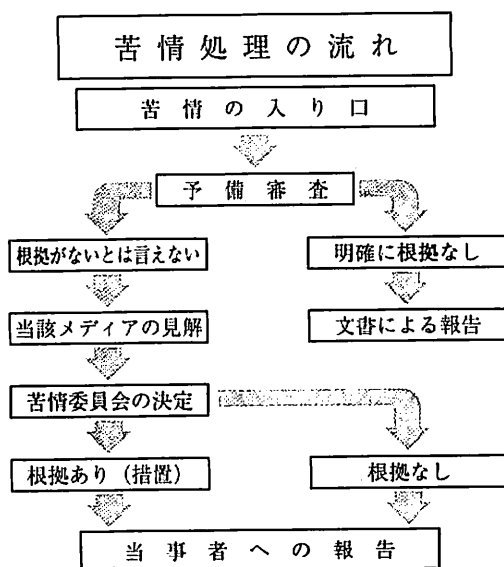 苦情処理の流れ
苦情の入り口
予備審査
根拠がないとは言えない
明確に根拠なし
当該メディアの見解
文書による報告
苦情委員会の決定
根拠あり（措置）
根拠なし
当事者への報告